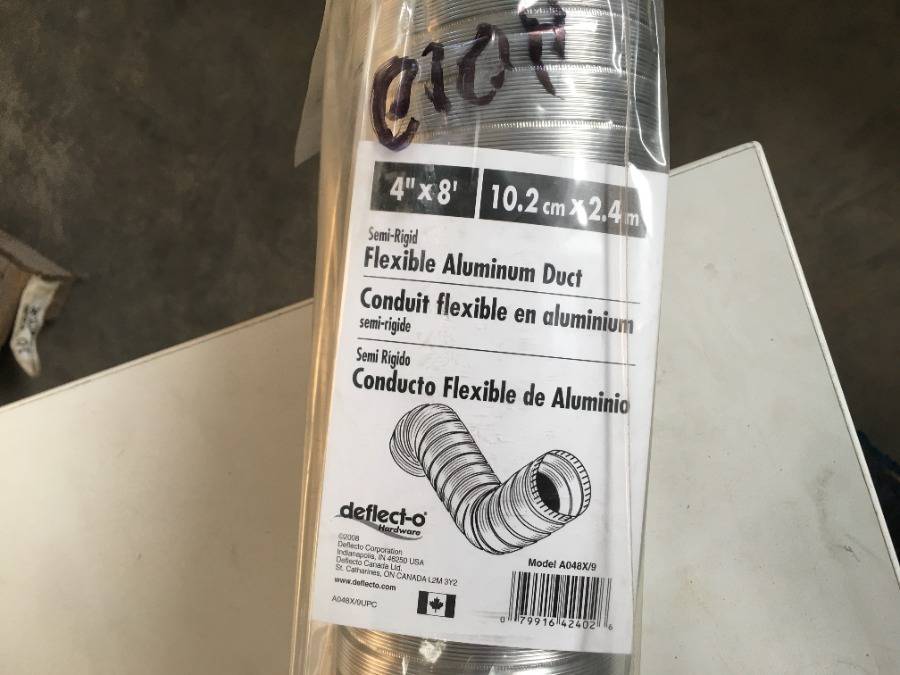 4" x 8' 10.2 cm x 2.4 m
Semi-Rigid
Flexible Aluminum Duct
Conduit flexible en aluminium
semi-rigide
Semi Rígido
Conducto Flexible de Aluminio
deflect-o®
Hardware
©2008
Deflecto Corporation
Indianapolis, IN 46250 USA
Deflecto Canada Ltd.
St. Catharines, ON CANADA L2M 3Y2
www.deflecto.com
A048X/9UPC
Model A048X/9
0 79916 42402 6